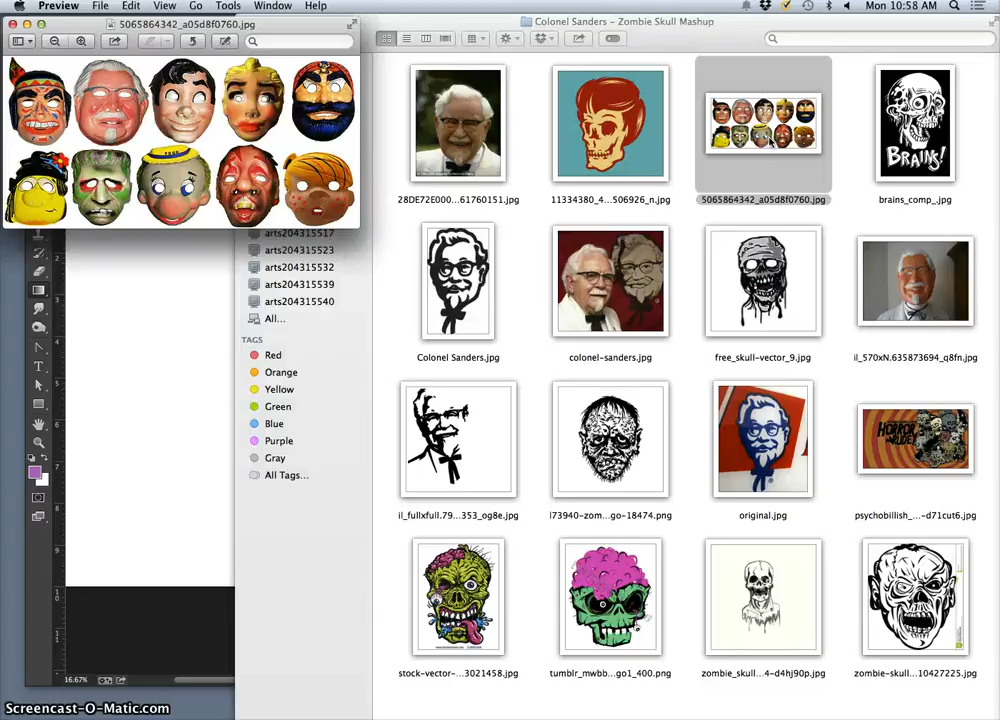 Preview File Edit View Go Tools Window Help
Mon 10:58 AM
5065864342_a05d8f0760.jpg
Colonel Sanders – Zombie Skull Mashup
28DE72E000...61760151.jpg
11334380_4...506926_n.jpg
5065864342_a05d8f0760.jpg
brains_comp_.jpg
BRAINS!
arts204315517
arts204315523
arts204315532
arts204315539
arts204315540
All...
TAGS
Red
Orange
Yellow
Green
Blue
Purple
Gray
All Tags...
Colonel Sanders.jpg
colonel-sanders.jpg
free_skull-vector_9.jpg
il_570xN.635873694_q8fn.jpg
il_fullxfull.79...353_og8e.jpg
l73940-zom...go-18474.png
original.jpg
psychobillish_...-d71cut6.jpg
HORROR
RUDEY
stock-vector-...3021458.jpg
tumblr_mwbb...go1_400.png
zombie_skull...4-d4hj90p.jpg
zombie-skull...10427225.jpg
16.67%
Screencast-O-Matic.com